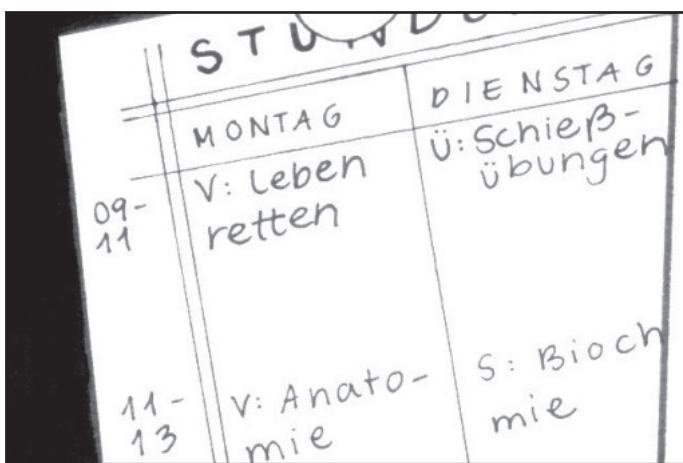 MONTAG DIENSTAG
09-
11
V: Leben
retten
Ü: Schieß-
übungen
11-
13
V: Anato-
mie
S: Bioch
mie